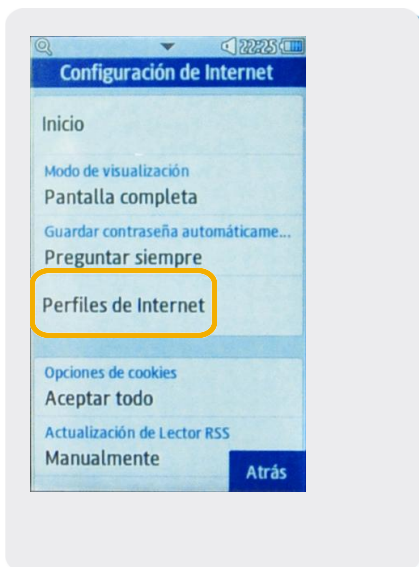 22:25
Configuración de Internet
Inicio
Modo de visualización
Pantalla completa
Guardar contraseña automáticame...
Preguntar siempre
Perfiles de Internet
Opciones de cookies
Aceptar todo
Actualización de Lector RSS
Manualmente
Atrás